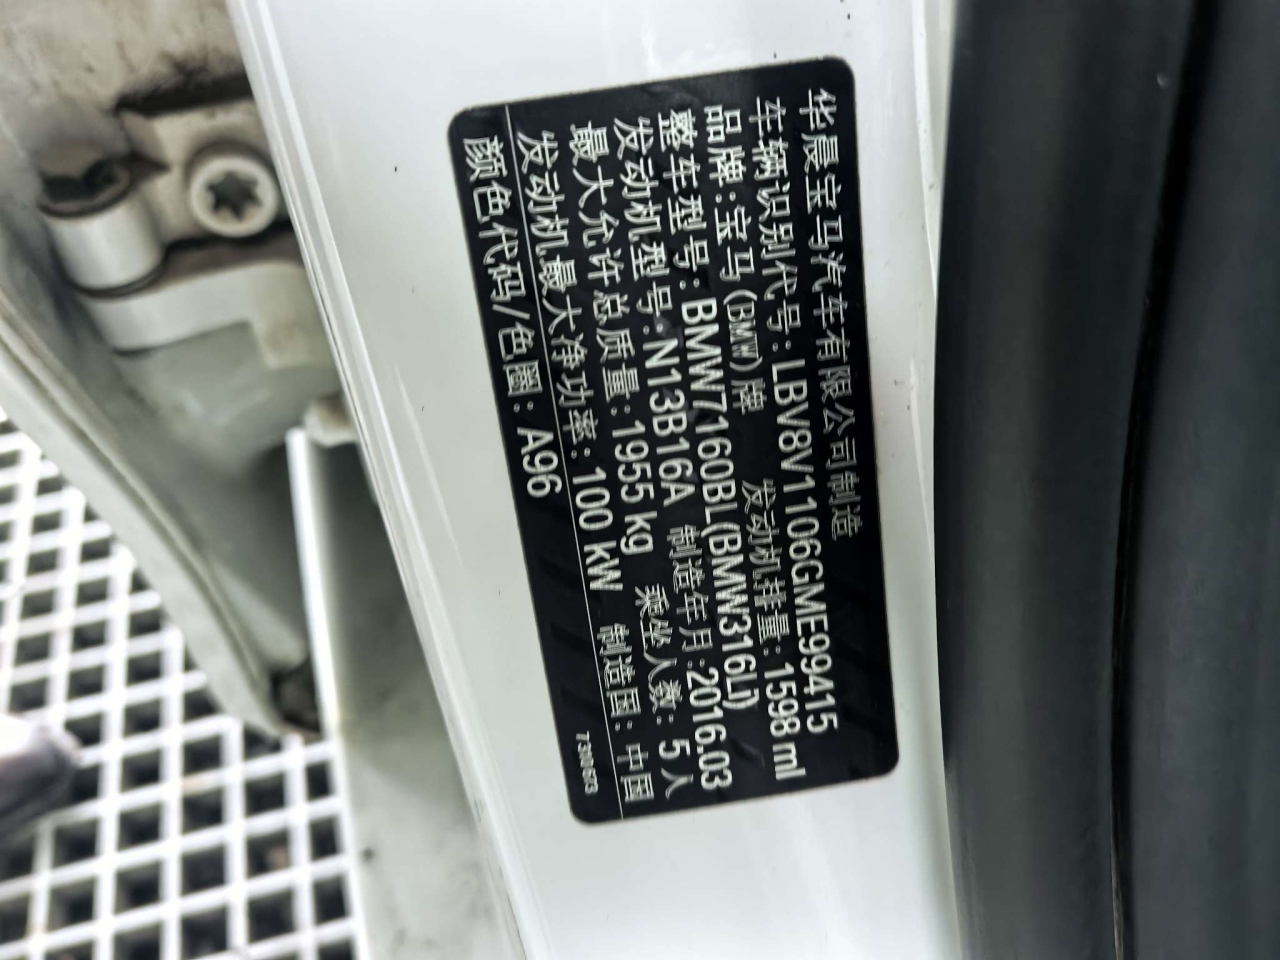 华晨宝马汽车有限公司制造
车辆识别代号：LBV8V1106GME99415
品牌：宝马（BMW）牌 发动机排量：1598 ml
整车型号：BMW7160BL(BMW316Li)
发动机型号：N13B16A 制造年月：2016.03
最大允许总质量：1955 kg 乘坐人数：5人
发动机最大净功率：100 kW 制造国：中国
颜色代码/色圈：A96